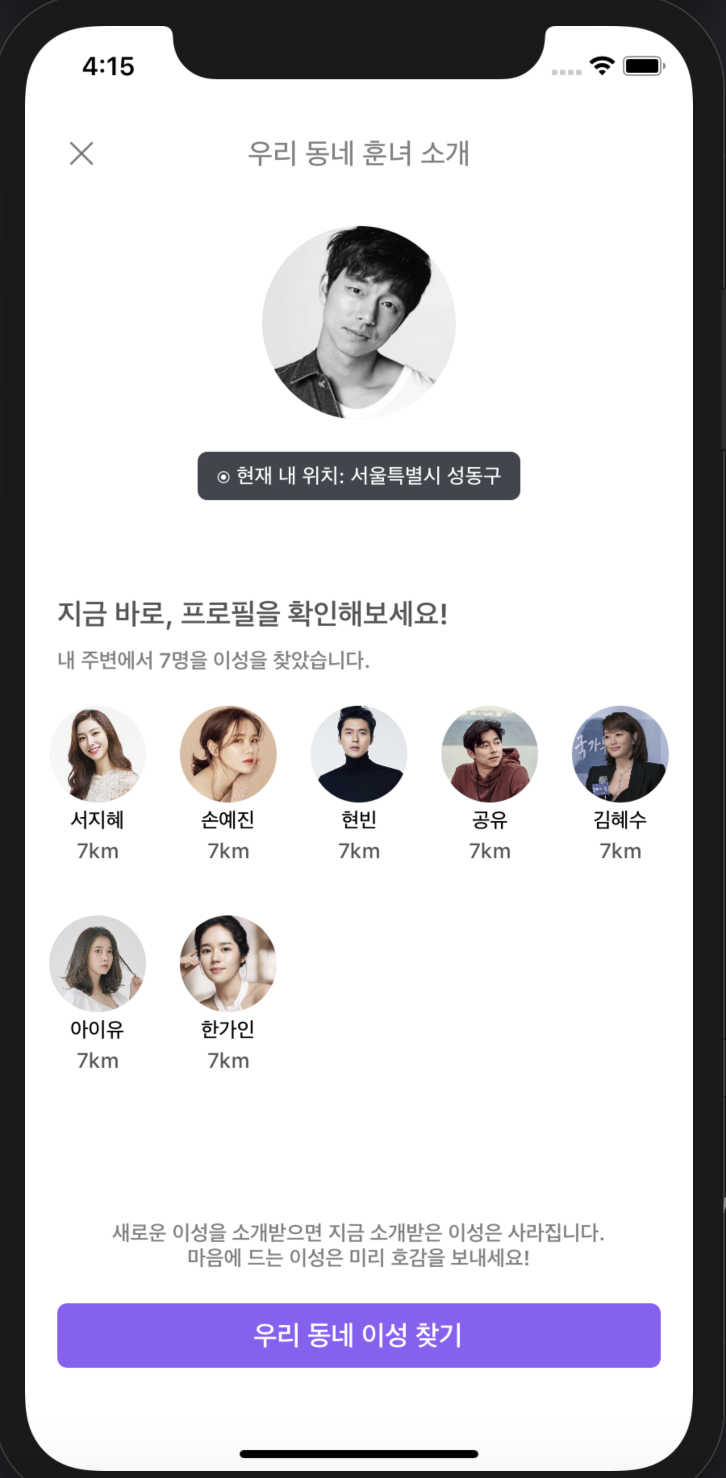 4:15
우리 동네 훈녀 소개
현재 내 위치: 서울특별시 성동구
지금 바로, 프로필을 확인해보세요!
내 주변에서 7명을 이성을 찾았습니다.
국가
서지혜 손예진 현빈 공유 김혜수
7km 7km 7km 7km 7km
아이유 한가인
7km 7km
새로운 이성을 소개받으면 지금 소개받은 이성은 사라집니다.
마음에 드는 이성은 미리 호감을 보내세요!
우리 동네 이성 찾기